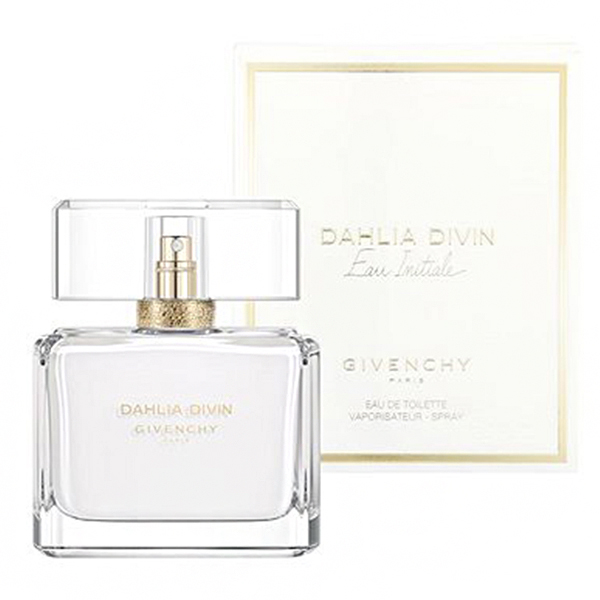 DAHLIA DIVIN
Eau Initiale
GIVENCHY
PARIS
EAU DE TOILETTE
VAPORISATEUR - SPRAY
DAHLIA DIVIN
GIVENCHY
PARIS